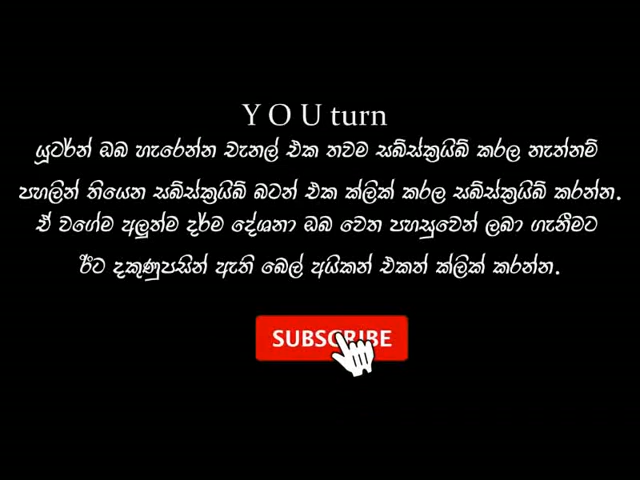 Y O U turn
යූටර්න් ඔබ හැරෙන්න චැනල් එක තවම සබ්ස්ක්‍රයිබ් කරල නැත්නම්
පහලින් තියෙන සබ්ස්ක්‍රයිබ් බටන් එක ක්ලික් කරල සබ්ස්ක්‍රයිබ් කරන්න.
ඒ වගේම අලුත්ම දර්ම දේශනා ඔබ වෙත පහසුවෙන් ලබා ගැනීමට
ඊට දකුණුපසින් ඇති බෙල් අයිකන් එකත් ක්ලික් කරන්න.
SUBSCRIBE